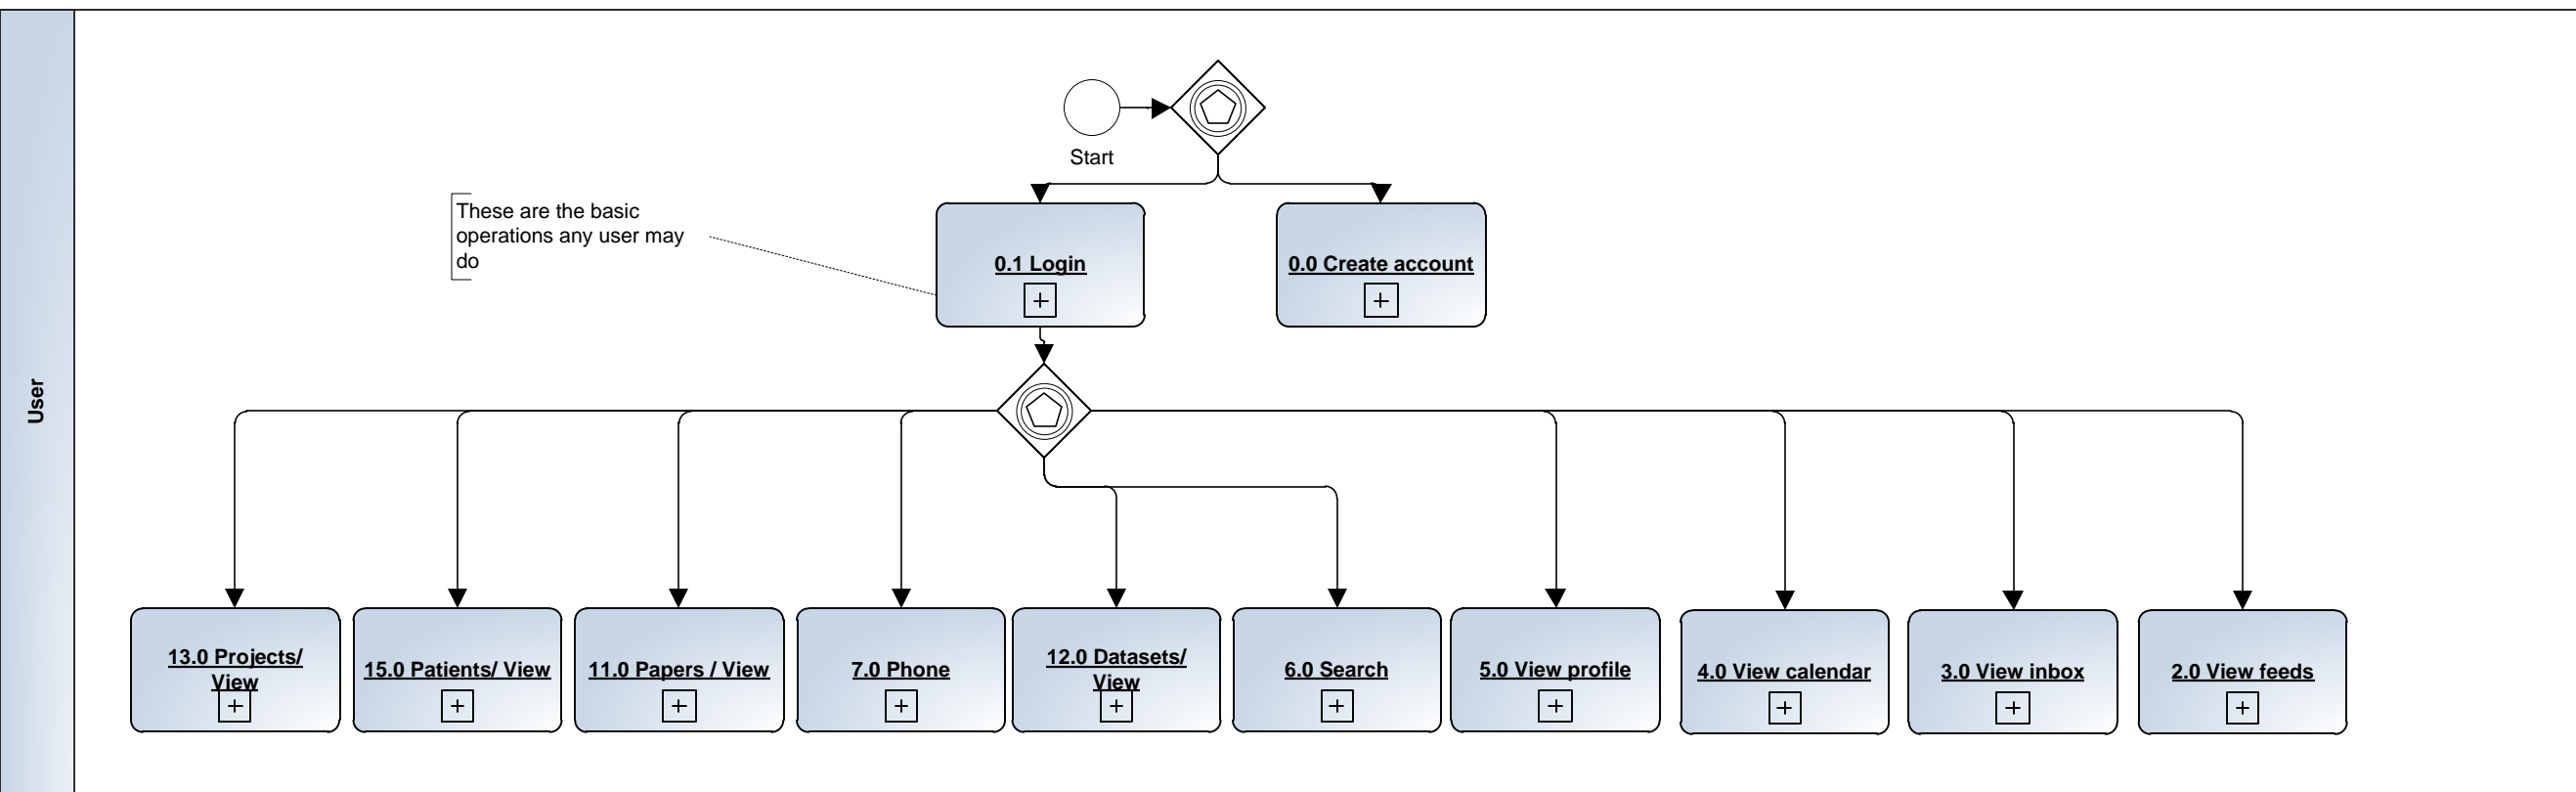 Start
These are the basic
operations any user may
do
0.1 Login
0.0 Create account
User
13.0 Projects/
View
15.0 Patients/ View
11.0 Papers / View
7.0 Phone
12.0 Datasets/
View
6.0 Search
5.0 View profile
4.0 View calendar
3.0 View inbox
2.0 View feeds